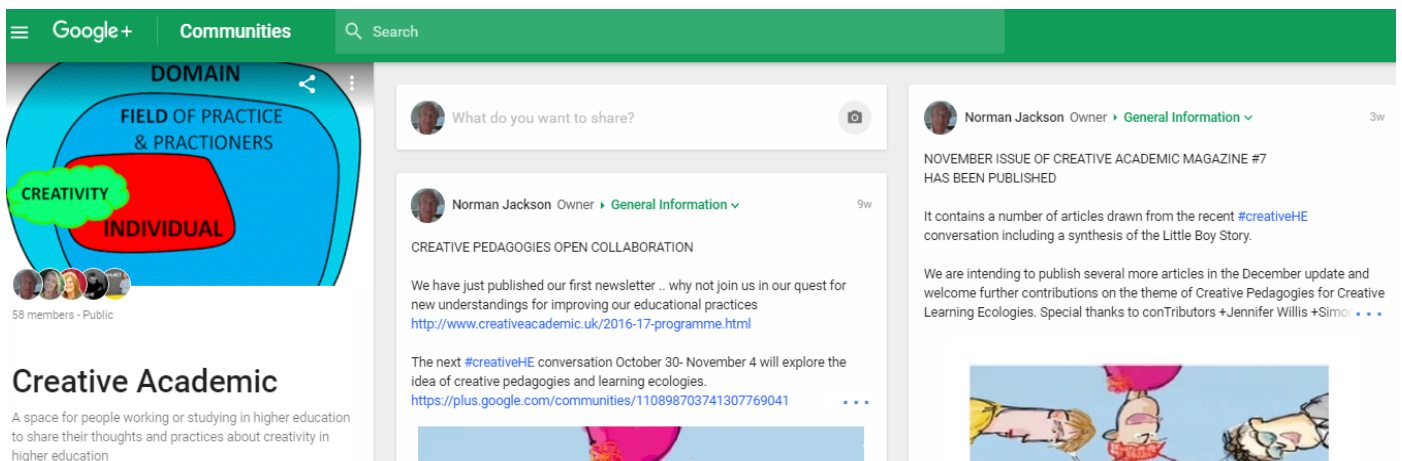 Google+
Communities
Search
DOMAIN
FIELD OF PRACTICE
& PRACTIONERS
CREATIVITY
INDIVIDUAL
58 members - Public
Creative Academic
A space for people working or studying in higher education
to share their thoughts and practices about creativity in
higher education
What do you want to share?
Norman Jackson Owner General Information
9w
CREATIVE PEDAGOGIES OPEN COLLABORATION
We have just published our first newsletter .. why not join us in our quest for
new understandings for improving our educational practices
http://www.creativeacademic.uk/2016-17-programme.html
The next #creativeHE conversation October 30- November 4 will explore the
idea of creative pedagogies and learning ecologies.
https://plus.google.com/communities/110898703741307769041
Norman Jackson Owner General Information
3w
NOVEMBER ISSUE OF CREATIVE ACADEMIC MAGAZINE #7
HAS BEEN PUBLISHED
It contains a number of articles drawn from the recent #creativeHE
conversation including a synthesis of the Little Boy Story.
We are intending to publish several more articles in the December update and
welcome further contributions on the theme of Creative Pedagogies for Creative
Learning Ecologies. Special thanks to conTributors +Jennifer Willis +Simor